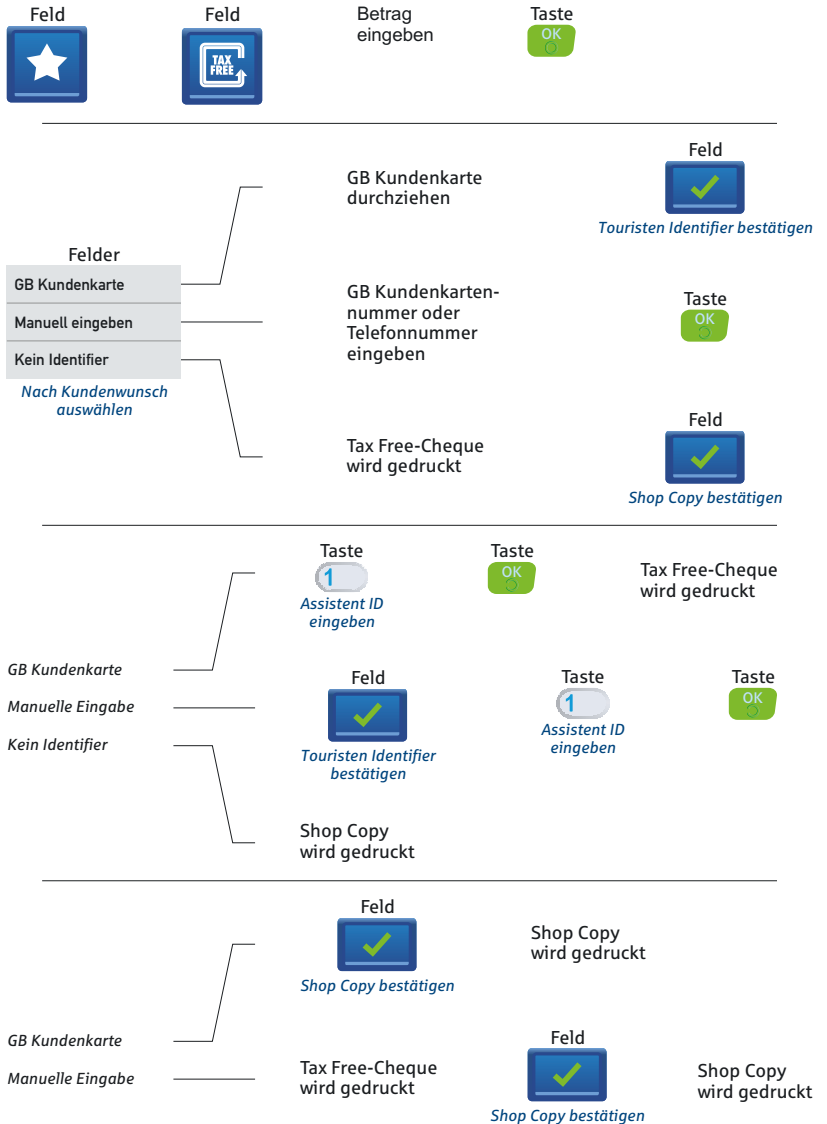 Feld
Feld
Betrag
eingeben
Taste
TAX
FREE
OK
Feld
GB Kundenkarte
durchziehen
Touristen Identifier bestätigen
Felder
GB Kundenkarte
Manuell eingeben
Kein Identifier
Nach Kundenwunsch
auswählen
GB Kundenkarten-
nummer oder
Telefonnummer
eingeben
Taste
OK
Feld
Tax Free-Cheque
wird gedruckt
Shop Copy bestätigen
Taste
1
Assistent ID
eingeben
Taste
OK
Tax Free-Cheque
wird gedruckt
GB Kundenkarte
Manuelle Eingabe
Kein Identifier
Feld
Touristen Identifier
bestätigen
Taste
1
Assistent ID
eingeben
Taste
OK
Shop Copy
wird gedruckt
Feld
Shop Copy bestätigen
Shop Copy
wird gedruckt
GB Kundenkarte
Manuelle Eingabe
Tax Free-Cheque
wird gedruckt
Feld
Shop Copy bestätigen
Shop Copy
wird gedruckt